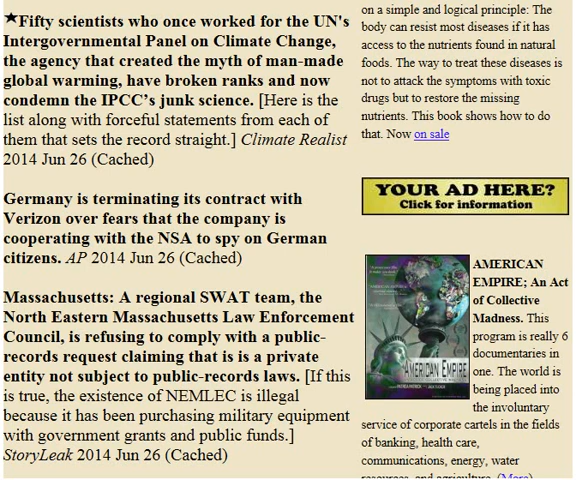 ★Fifty scientists who once worked for the UN's
Intergovernmental Panel on Climate Change,
the agency that created the myth of man-made
global warming, have broken ranks and now
condemn the IPCC’s junk science. [Here is the
list along with forceful statements from each of
them that sets the record straight.] Climate Realist
2014 Jun 26 (Cached)
Germany is terminating its contract with
Verizon over fears that the company is
cooperating with the NSA to spy on German
citizens. AP 2014 Jun 26 (Cached)
Massachusetts: A regional SWAT team, the
North Eastern Massachusetts Law Enforcement
Council, is refusing to comply with a public-
records request claiming that is is a private
entity not subject to public-records laws. [If this
is true, the existence of NEMLEC is illegal
because it has been purchasing military equipment
with government grants and public funds.]
StoryLeak 2014 Jun 26 (Cached)
on a simple and logical principle: The
body can resist most diseases if it has
access to the nutrients found in natural
foods. The way to treat these diseases is
not to attack the symptoms with toxic
drugs but to restore the missing
nutrients. This book shows how to do
that. Now on sale
YOUR AD HERE?
Click for information
AMERICAN EMPIRE
AMERICAN
EMPIRE; An Act
of Collective
Madness. This
program is really 6
documentaries in
one. The world is
being placed into
the involuntary
service of corporate cartels in the fields
of banking, health care,
communications, energy, water
resources, and agriculture. (More)